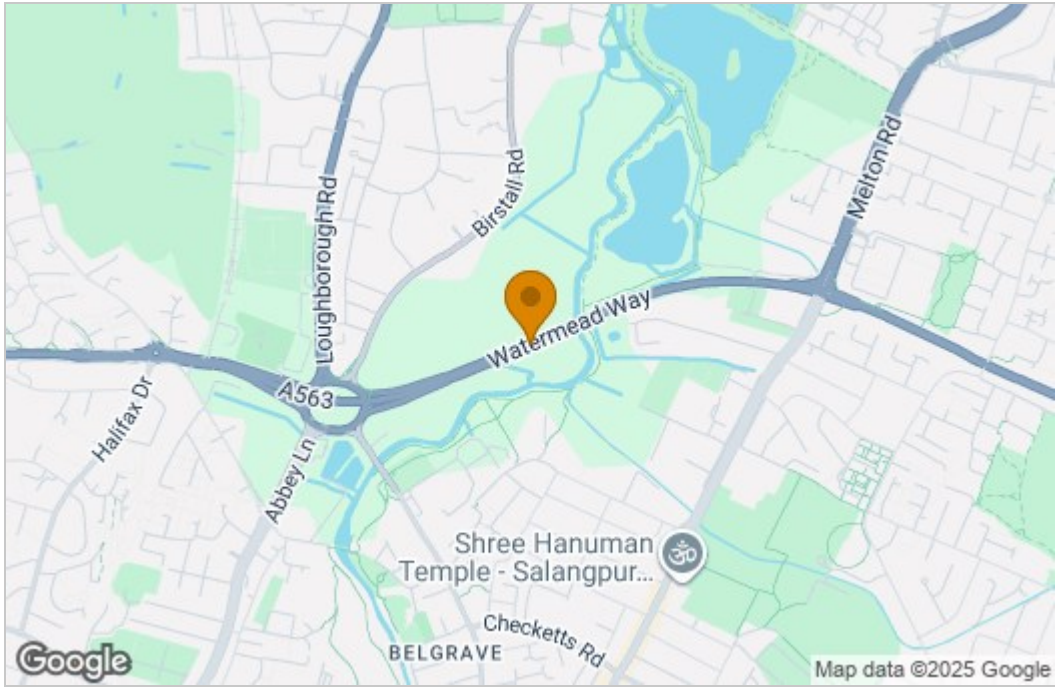 Loughborough Rd
Birstall Rd
Melton Rd
Watermead Way
A563
Halifax Dr
Abbey Ln
Shree Hanuman
Temple - Salangpur...
Checketts Rd
BELGRAVE
Google
Map data ©2025 Google